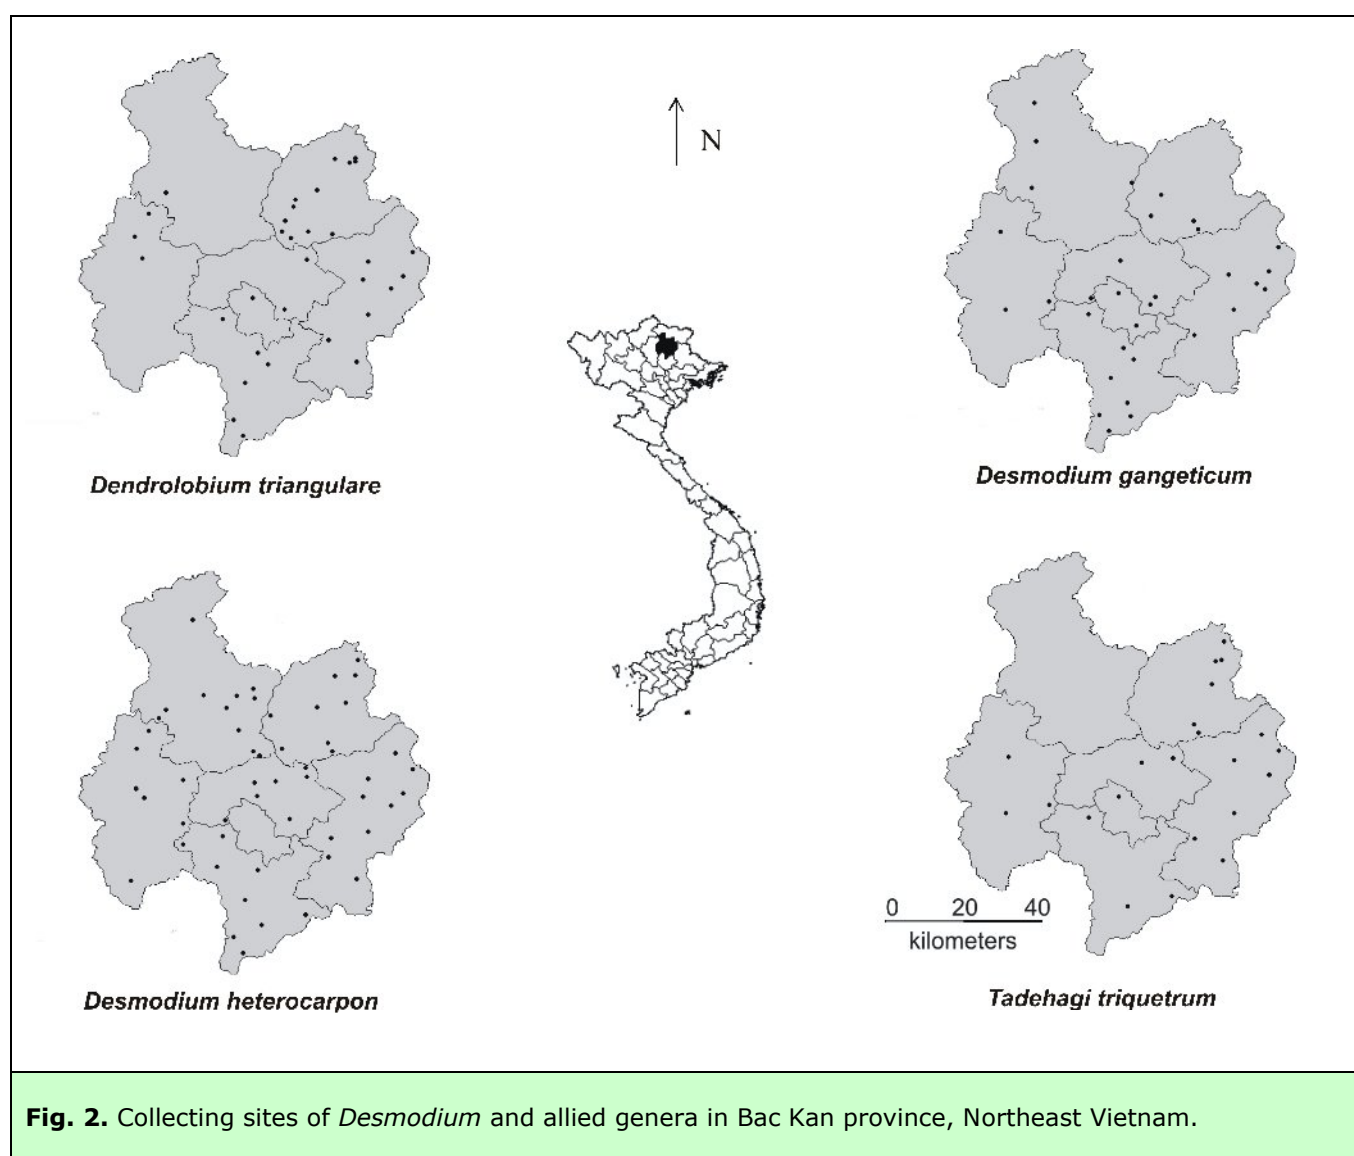 N
Dendrolobium triangulare
Desmodium gangeticum
0 20 40
kilometers
Desmodium heterocarpon
Tadehagi triquetrum
Fig. 2. Collecting sites of Desmodium and allied genera in Bac Kan province, Northeast Vietnam.